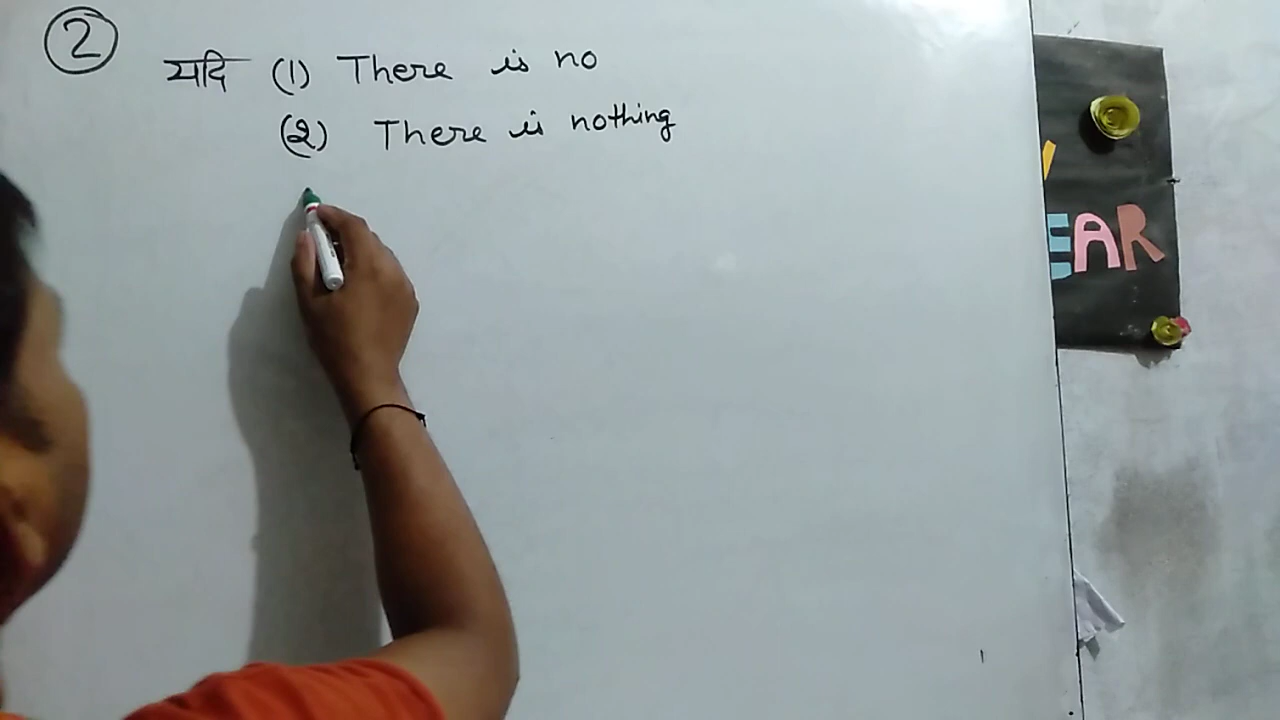 2
यदि (1) There is no
(2) There is nothing
EAR